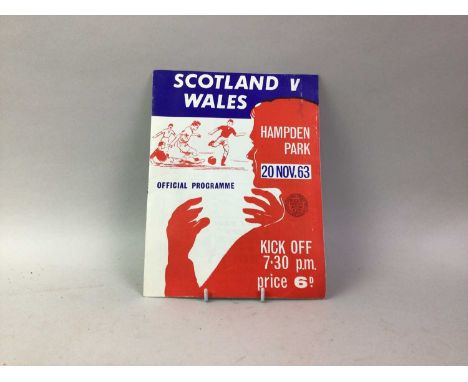 SCOTLAND V
WALES
HAMPDEN
PARK
20 NOV. 63
OFFICIAL PROGRAMME
KICK OFF
7·30 p.m.
price 6D